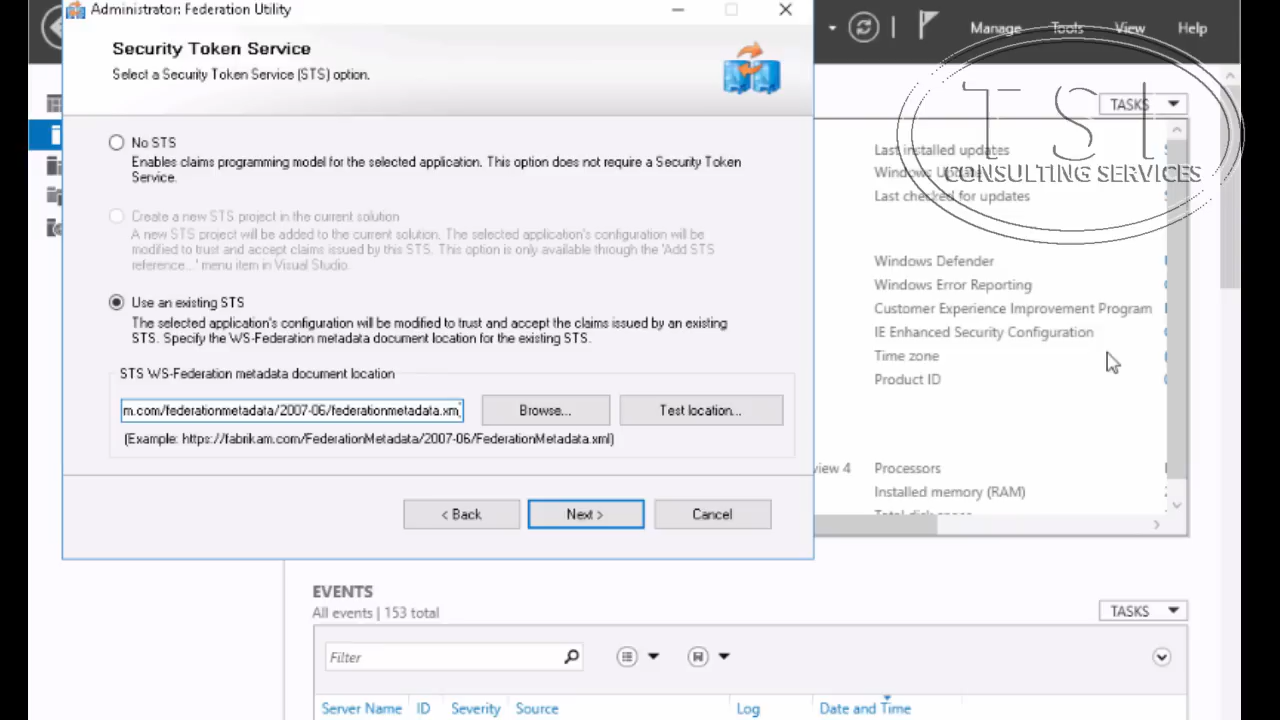 Administrator: Federation Utility
Manage
Tools
View
Help
Security Token Service
Select a Security Token Service (STS) option.
TASKS
TSI
CONSULTING SERVICES
No STS
Enables claims programming model for the selected application. This option does not require a Security Token
Service.
Last installed updates
Windows Update
Last checked for updates
Create a new STS project in the current solution
A new STS project will be added to the current solution. The selected application's configuration will be
modified to trust and accept claims issued by this STS. This option is only available through the 'Add STS
reference...' menu item in Visual Studio.
Windows Defender
Windows Error Reporting
Customer Experience Improvement Program
IE Enhanced Security Configuration
Time zone
Product ID
Use an existing STS
The selected application's configuration will be modified to trust and accept the claims issued by an existing
STS. Specify the WS-Federation metadata document location for the existing STS.
STS WS-Federation metadata document location
m.com/federationmetadata/2007-06/federationmetadata.xm
Browse...
Test location...
(Example: https://fabrikam.com/FederationMetadata/2007-06/FederationMetadata.xml)
view 4
Processors
Installed memory (RAM)
Total disk space
< Back
Next >
Cancel
EVENTS
All events | 153 total
TASKS
Filter
Server Name
ID
Severity
Source
Log
Date and Time